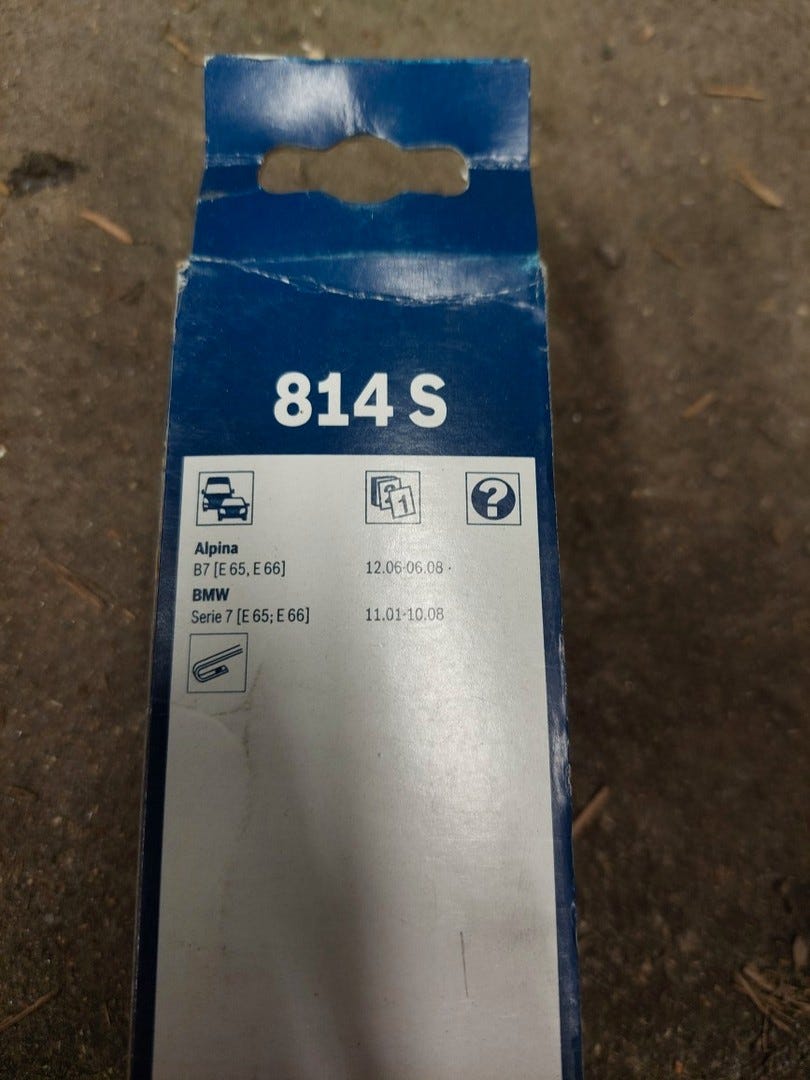 814 S
Alpina
B7 [E 65, E 66] 12.06-06.08
BMW
Serie 7 [E 65; E 66] 11.01-10.08